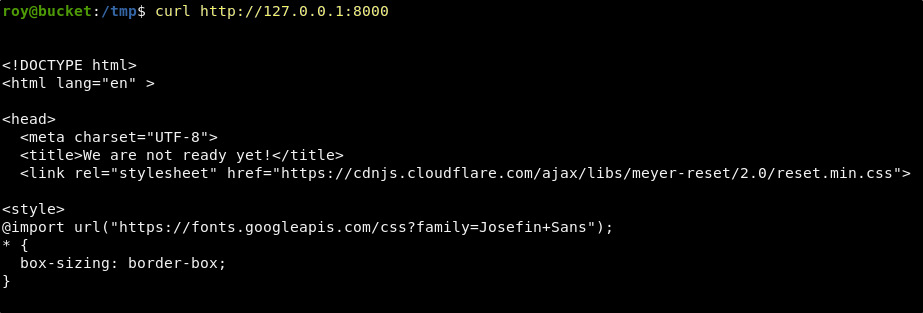 roy@bucket:/tmp$ curl http://127.0.0.1:8000
<!DOCTYPE html>
<html lang="en" >
<head>
  <meta charset="UTF-8">
  <title>We are not ready yet!</title>
  <link rel="stylesheet" href="https://cdnjs.cloudflare.com/ajax/libs/meyer-reset/2.0/reset.min.css">
<style>
@import url("https://fonts.googleapis.com/css?family=Josefin+Sans");
* {
  box-sizing: border-box;
}